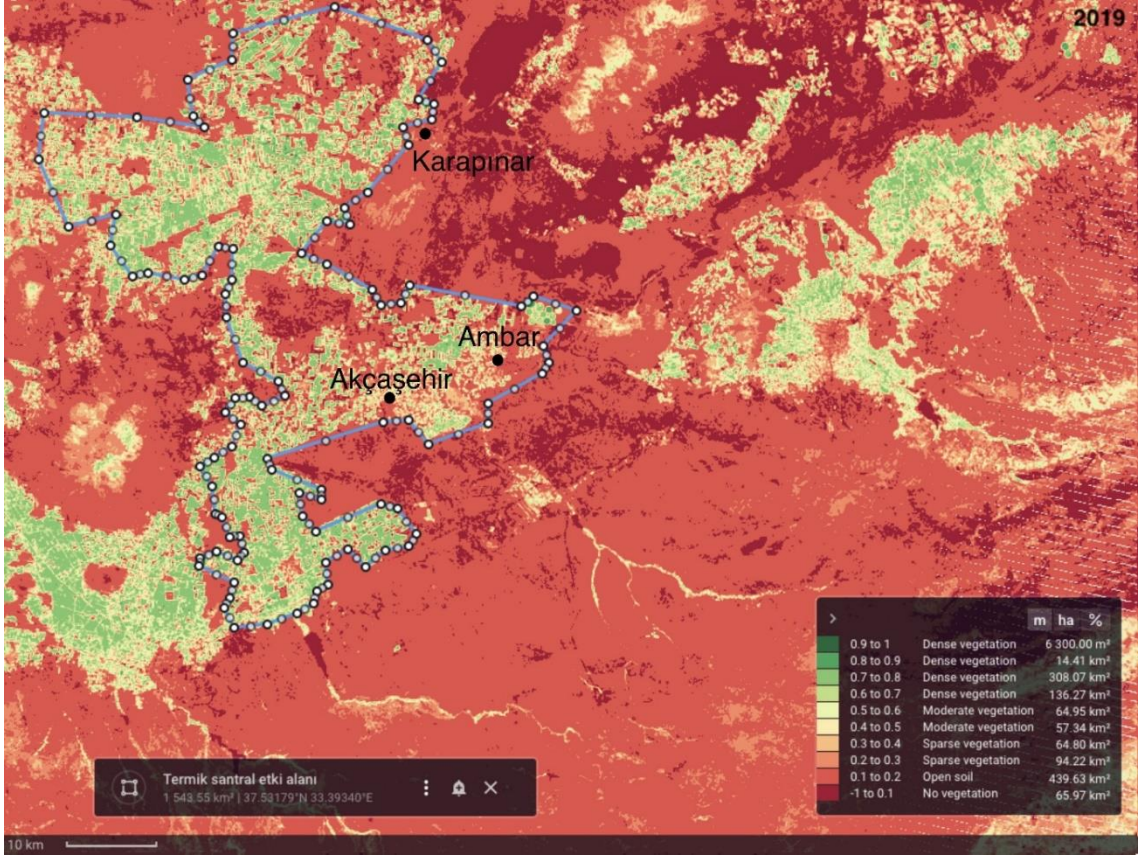 2019
Karapınar
Ambar
Akçaşehir
m ha %
0.9 to 1 Dense vegetation 6 300.00 m²
0.8 to 0.9 Dense vegetation 14.41 km²
0.7 to 0.8 Dense vegetation 308.07 km²
0.6 to 0.7 Dense vegetation 136.27 km²
0.5 to 0.6 Moderate vegetation 64.95 km²
0.4 to 0.5 Moderate vegetation 57.34 km²
0.3 to 0.4 Sparse vegetation 64.80 km²
0.2 to 0.3 Sparse vegetation 94.22 km²
0.1 to 0.2 Open soil 439.63 km²
-1 to 0.1 No vegetation 65.97 km²
Termik santral etki alanı
1 543.55 km² | 37.53179°N 33.39340°E
10 km